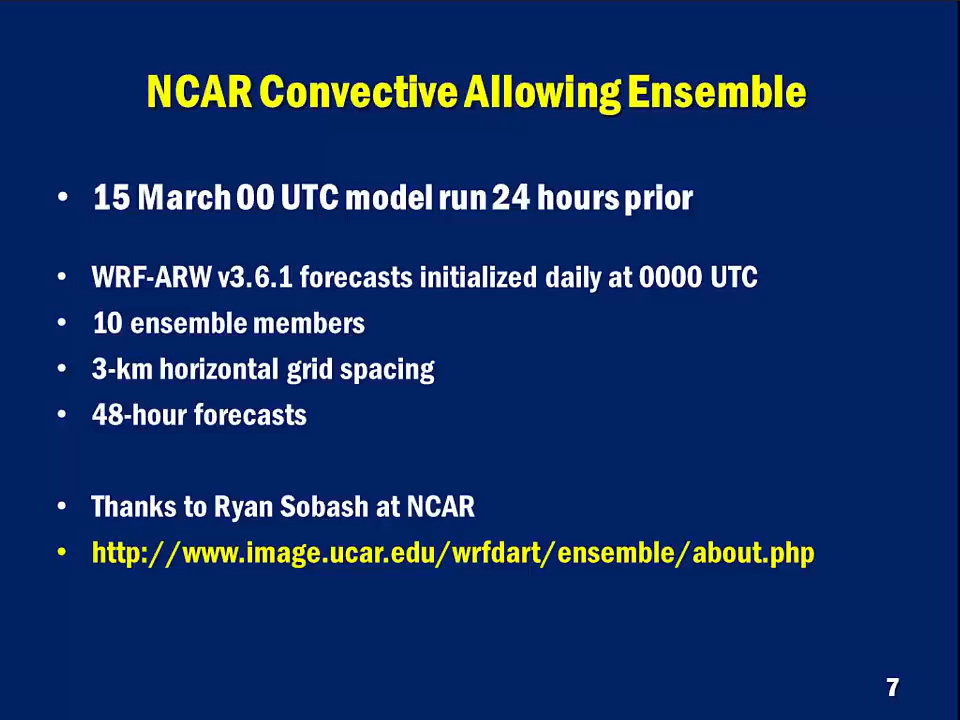 NCAR Convective Allowing Ensemble
• 15 March 00 UTC model run 24 hours prior
• WRF-ARW v3.6.1 forecasts initialized daily at 0000 UTC
• 10 ensemble members
• 3-km horizontal grid spacing
• 48-hour forecasts
• Thanks to Ryan Sobash at NCAR
• http://www.image.ucar.edu/wrfdart/ensemble/about.php
7